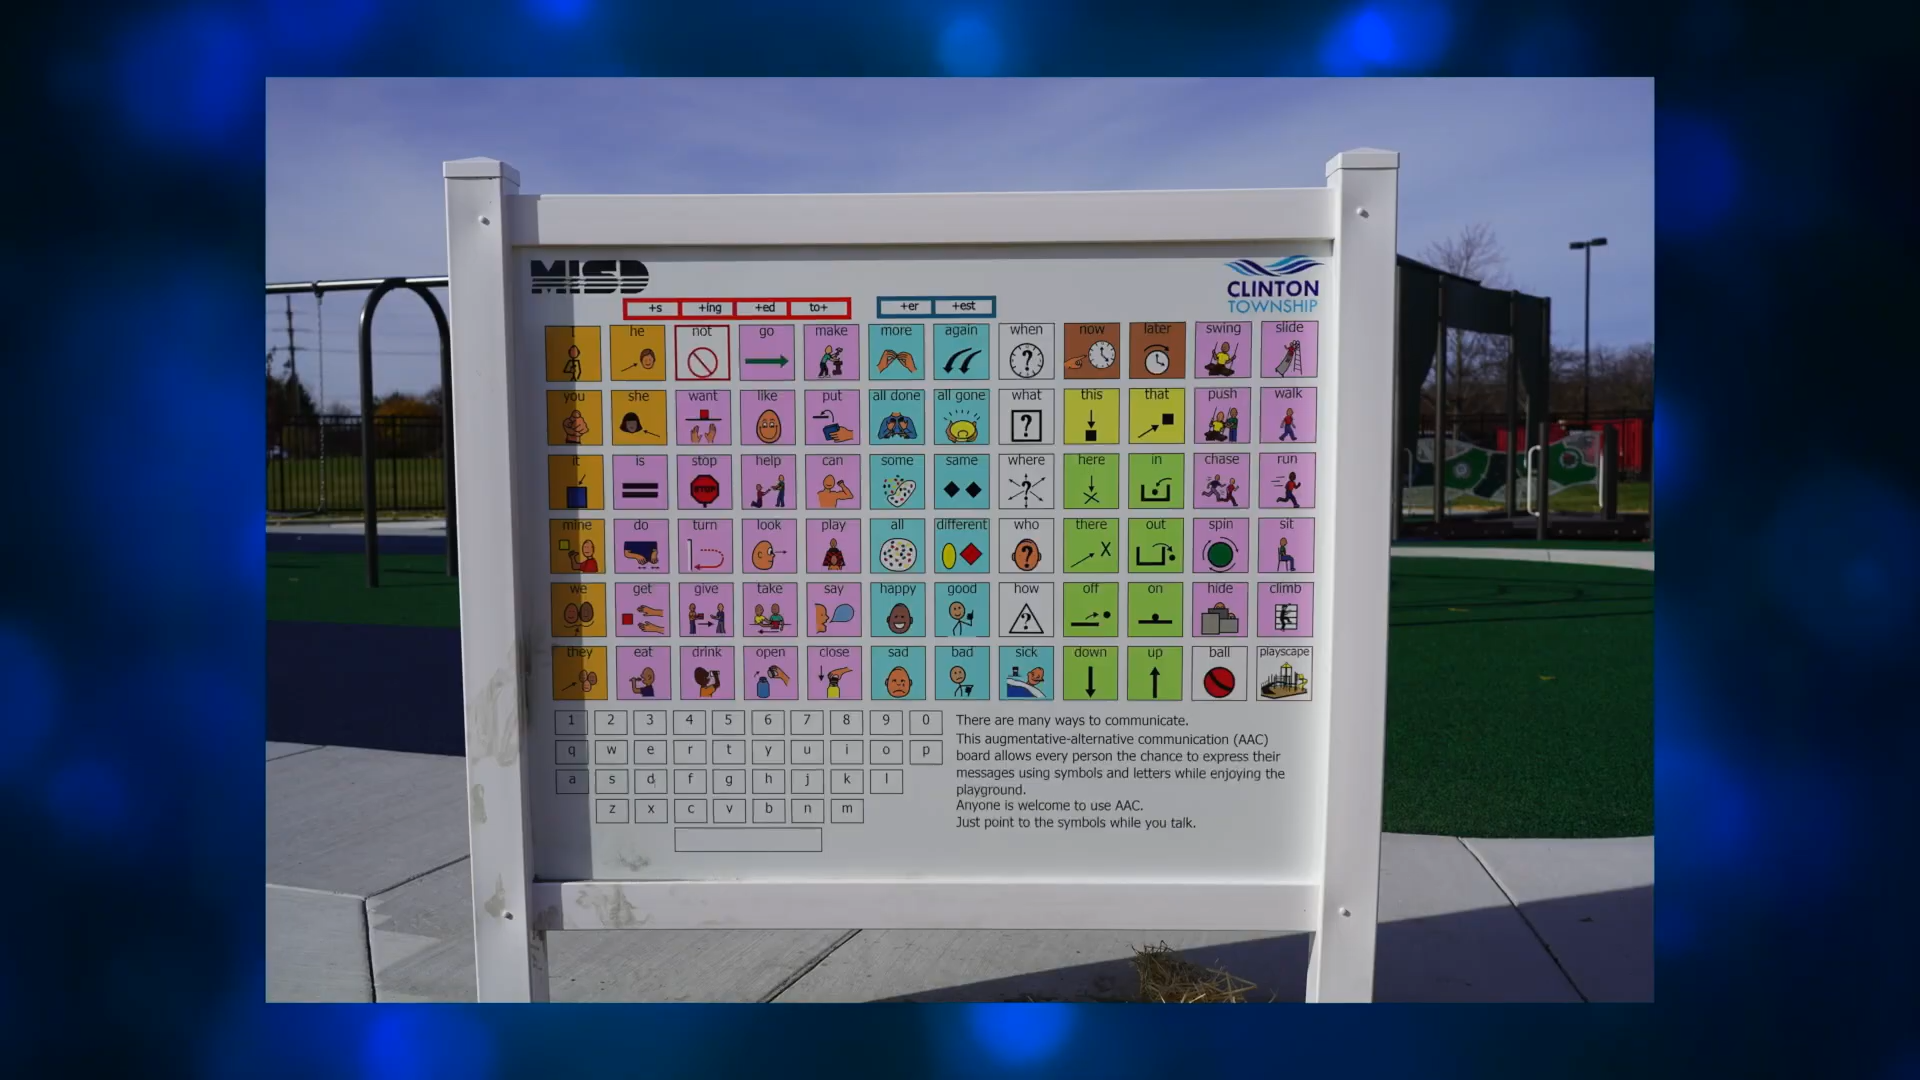 MISD
CLINTON
TOWNSHIP
+s +ing +ed to+ +er +est
I he not go make more again when now later swing slide
you she want like put all done all gone what this that push walk
it is stop help can some same where here in chase run
STOP
mine do turn look play all different who there out spin sit
we get give take say happy good how off on hide climb
they eat drink open close sad bad sick down up ball playscape
1 2 3 4 5 6 7 8 9 0
q w e r t y u i o p
a s d f g h j k l
z x c v b n m
There are many ways to communicate.
This augmentative-alternative communication (AAC)
board allows every person the chance to express their
messages using symbols and letters while enjoying the
playground.
Anyone is welcome to use AAC.
Just point to the symbols while you talk.